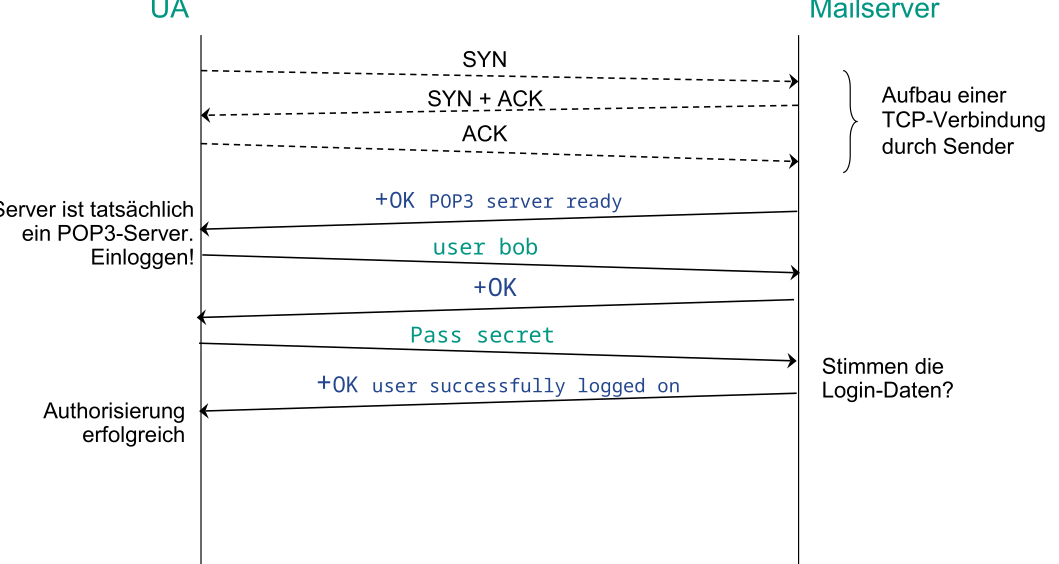 UA
Mailserver
SYN
SYN + ACK
ACK
Aufbau einer
TCP-Verbindung
durch Sender
+OK POP3 server ready
Server ist tatsächlich
ein POP3-Server.
Einloggen!
user bob
+OK
Pass secret
Stimmen die
Login-Daten?
+OK user successfully logged on
Authorisierung
erfolgreich